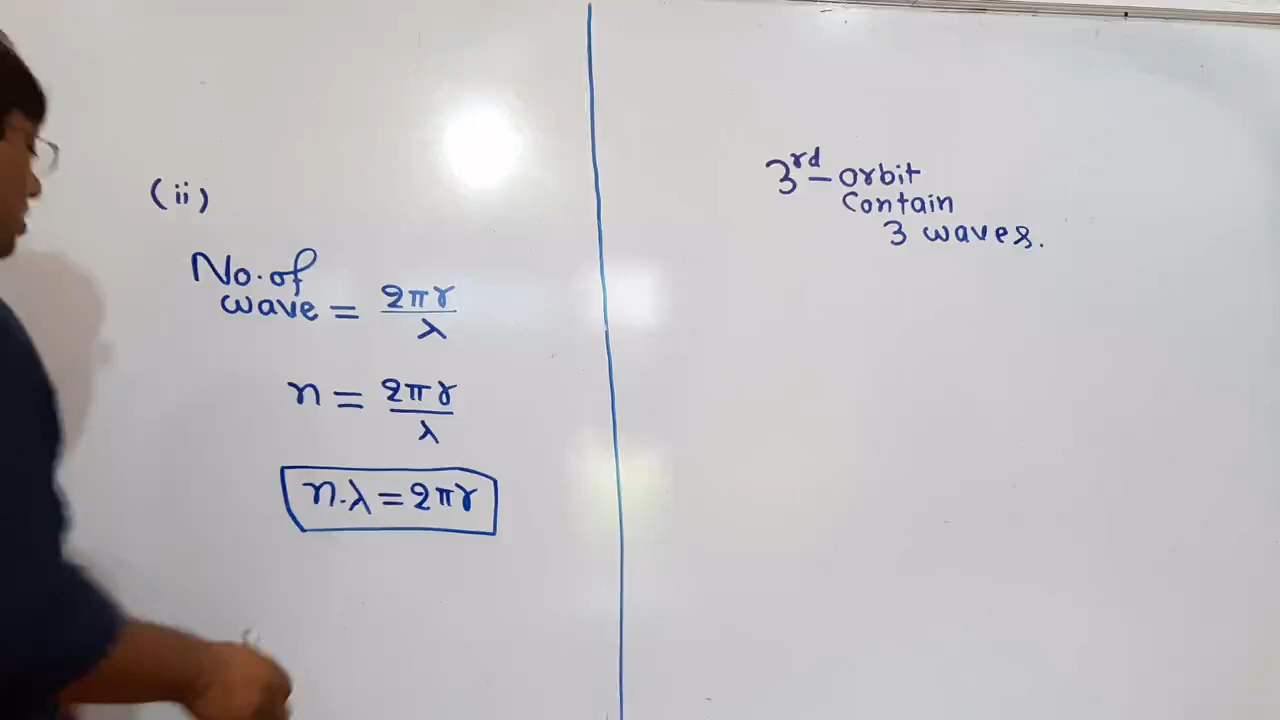 (ii)
No. of
wave = 2πr/λ
n = 2πr/λ
n.λ = 2πr
3rd orbit
contain
3 waves.